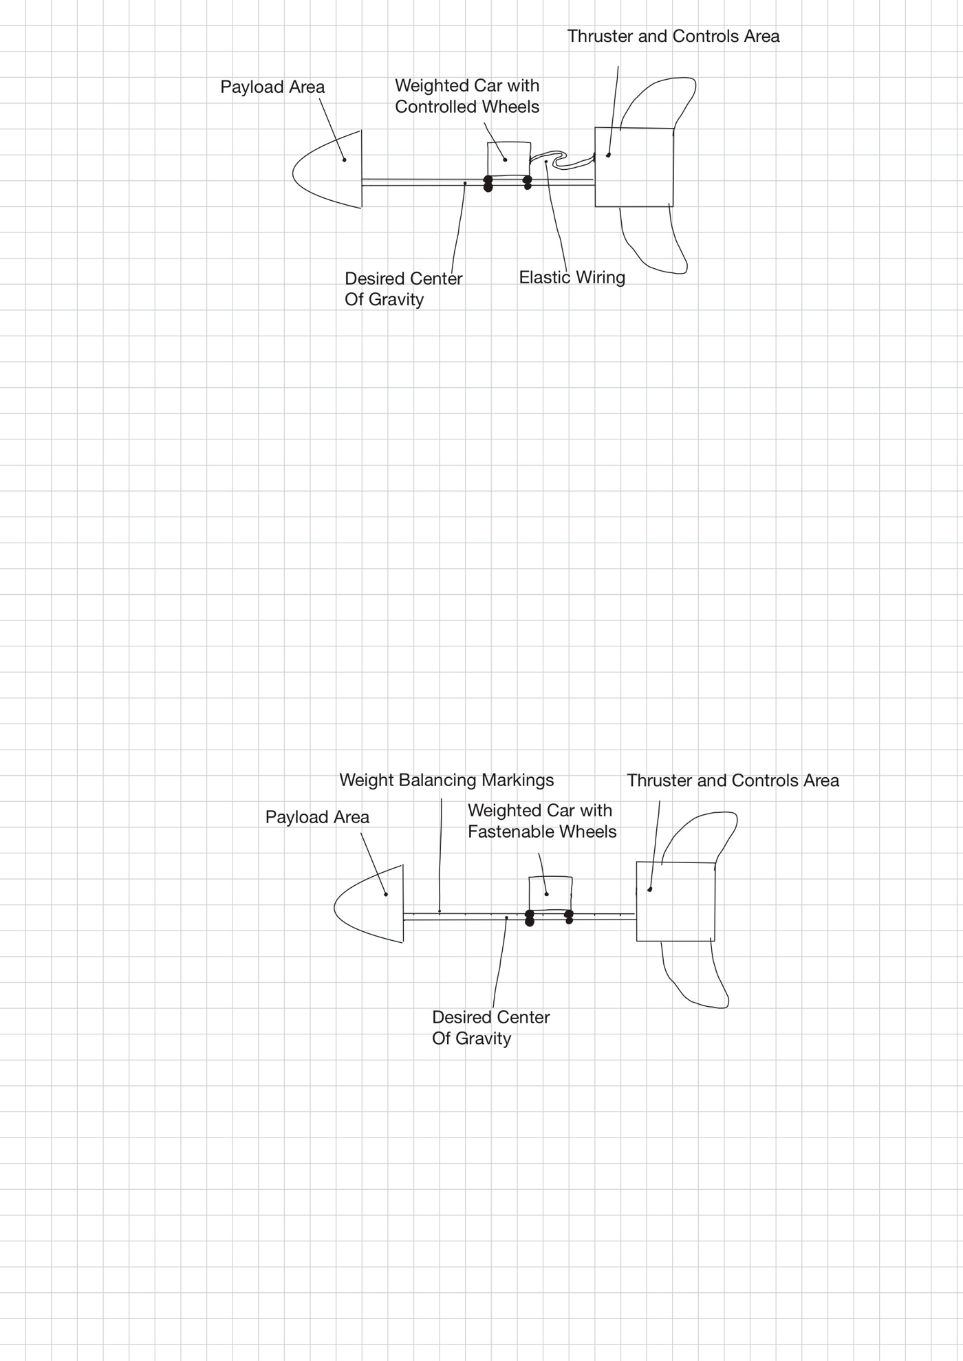 Thruster and Controls Area
Payload Area
Weighted Car with
Controlled Wheels
Desired Center
Of Gravity
Elastic Wiring
Weight Balancing Markings
Thruster and Controls Area
Payload Area
Weighted Car with
Fastenable Wheels
Desired Center
Of Gravity